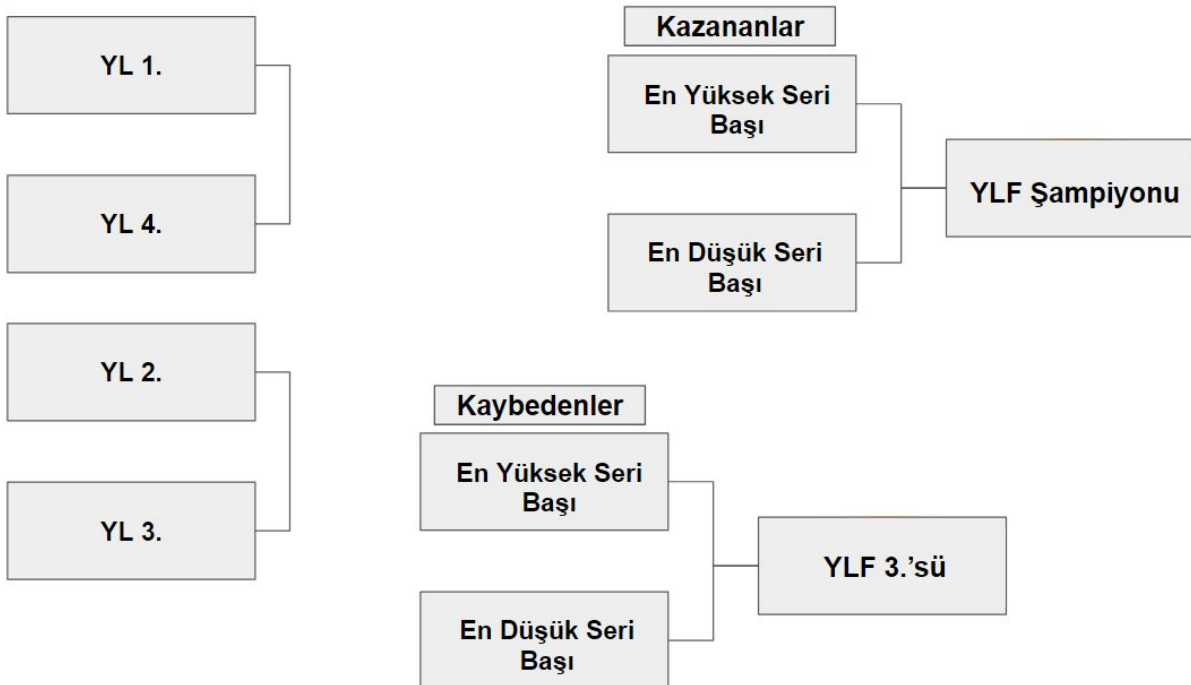 YL 1.
YL 4.
YL 2.
YL 3.
Kazananlar
En Yüksek Seri
Başı
En Düşük Seri
Başı
YLF Şampiyonu
Kaybedenler
En Yüksek Seri
Başı
En Düşük Seri
Başı
YLF 3.’sü